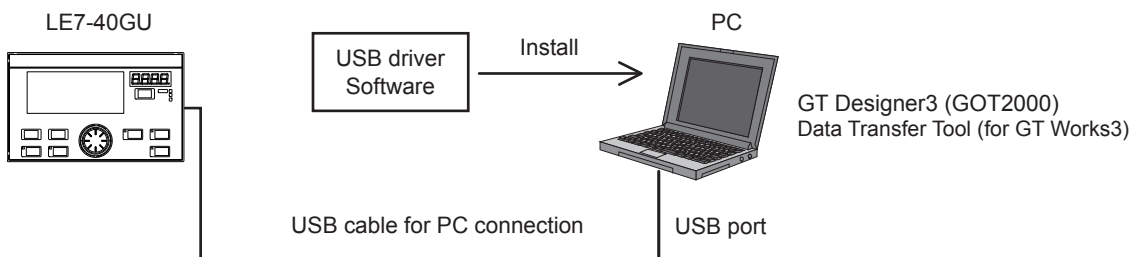 LE7-40GU
PC
USB driver
Software
Install
GT Designer3 (GOT2000)
Data Transfer Tool (for GT Works3)
USB cable for PC connection
USB port